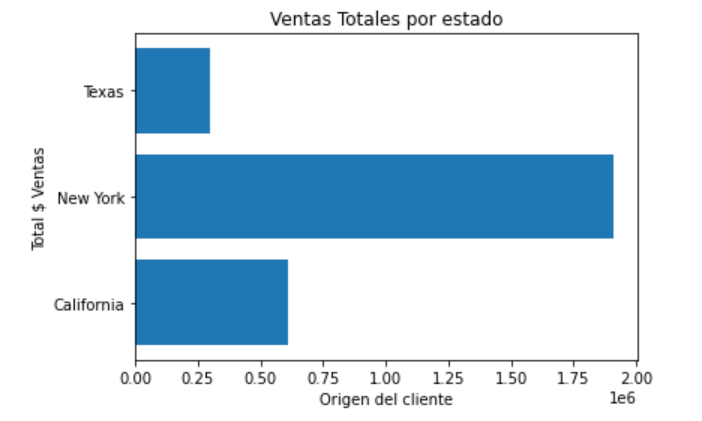 Ventas Totales por estado
Total $ Ventas
Texas
New York
California
0.00 0.25 0.50 0.75 1.00 1.25 1.50 1.75 2.00
1e6
Origen del cliente